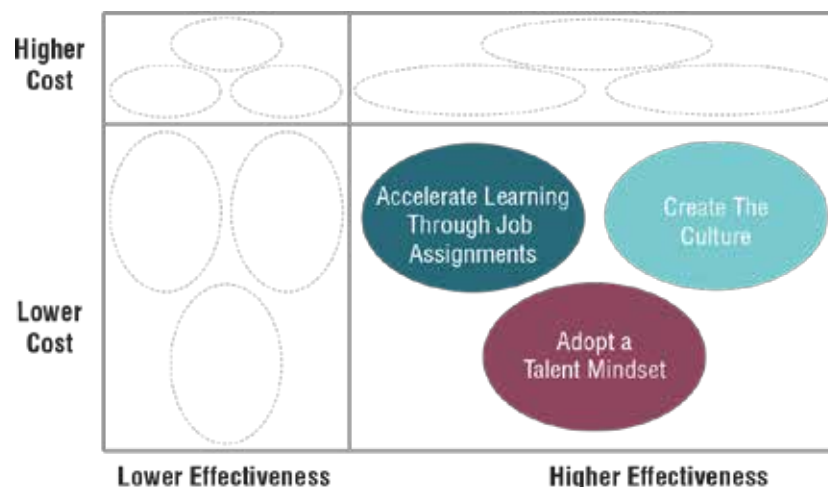 Higher
Cost
Accelerate Learning
Through Job
Assignments
Create The
Culture
Lower
Cost
Adopt a
Talent Mindset
Lower Effectiveness
Higher Effectiveness